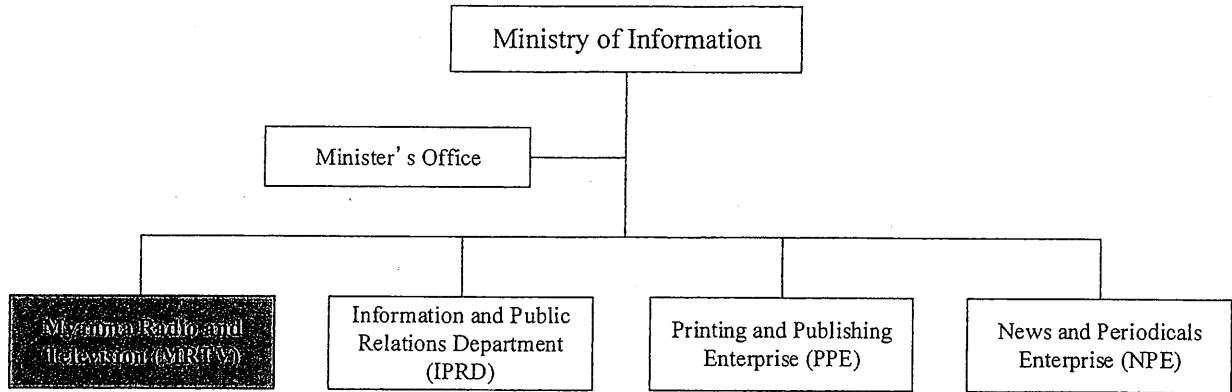 Ministry of Information
Minister's Office
Myanma Radio and
Television (MRTV)
Information and Public
Relations Department
(IPRD)
Printing and Publishing
Enterprise (PPE)
News and Periodicals
Enterprise (NPE)